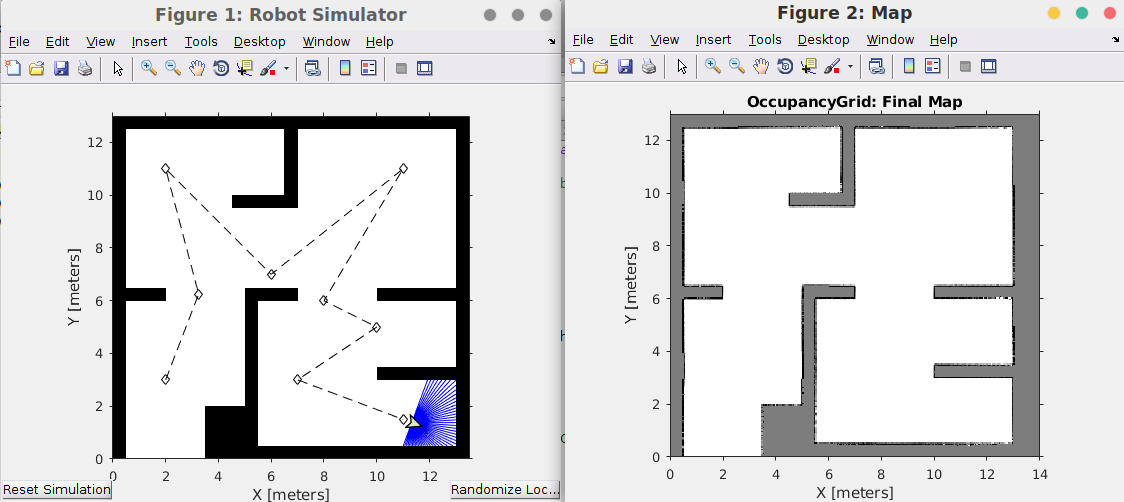 Figure 1: Robot Simulator
File Edit View Insert Tools Desktop Window Help
12
10
8
6
4
2
0
Y [meters]
0 2 4 6 8 10 12
X [meters]
Reset Simulation
Randomize Loc...
Figure 2: Map
File Edit View Insert Tools Desktop Window Help
OccupancyGrid: Final Map
12
10
8
6
4
2
0
Y [meters]
0 2 4 6 8 10 12 14
X [meters]